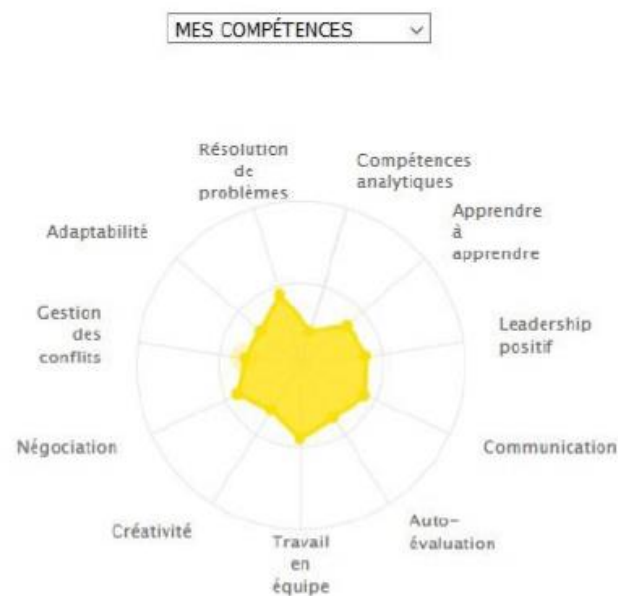 MES COMPÉTENCES
Résolution
de
problèmes
Compétences
analytiques
Apprendre
à
apprendre
Leadership
positif
Communication
Auto-
évaluation
Travail
en
équipe
Créativité
Négociation
Gestion
des
conflits
Adaptabilité